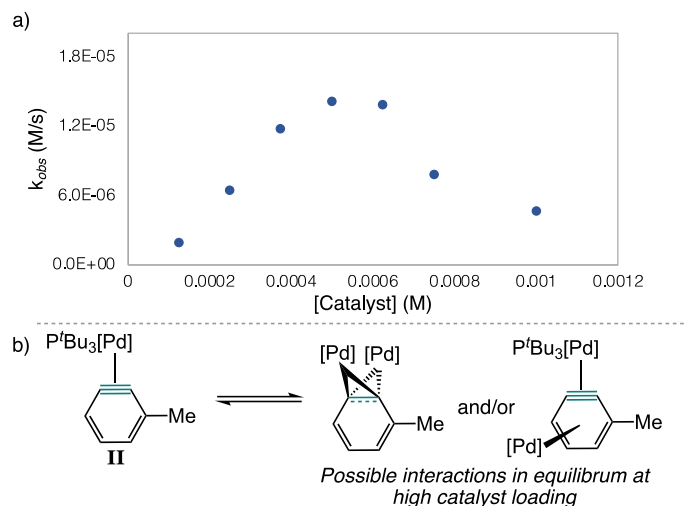 a)
1.8E-05
1.2E-05
6.0E-06
0.0E+00
k_obs (M/s)
0 0.0002 0.0004 0.0006 0.0008 0.001 0.0012
[Catalyst] (M)
b)
PᵗBu₃[Pd]
Me
II
[Pd] [Pd]
Me
and/or
PᵗBu₃[Pd]
Me
[Pd]
Possible interactions in equilibrum at
high catalyst loading